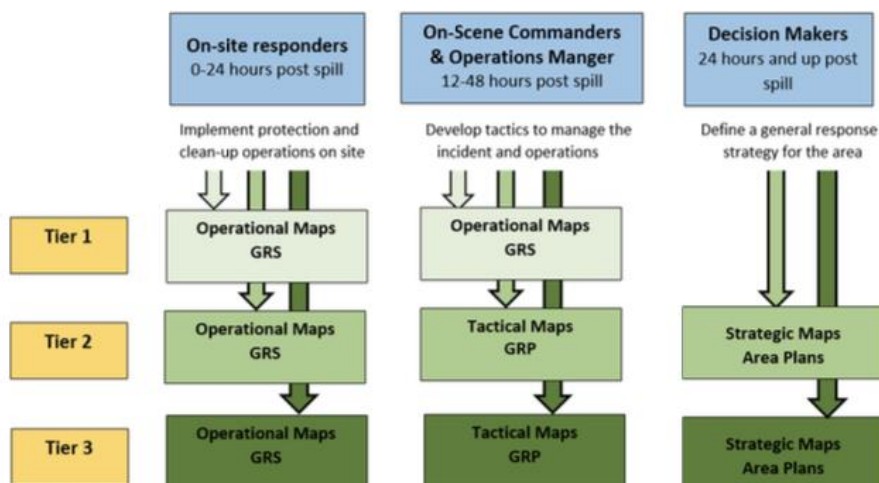 On-site responders
0-24 hours post spill
On-Scene Commanders
& Operations Manger
12-48 hours post spill
Decision Makers
24 hours and up post
spill
Implement protection and
clean-up operations on site
Develop tactics to manage the
incident and operations
Define a general response
strategy for the area
Tier 1
Operational Maps
GRS
Operational Maps
GRS
Tier 2
Operational Maps
GRS
Tactical Maps
GRP
Strategic Maps
Area Plans
Tier 3
Operational Maps
GRS
Tactical Maps
GRP
Strategic Maps
Area Plans